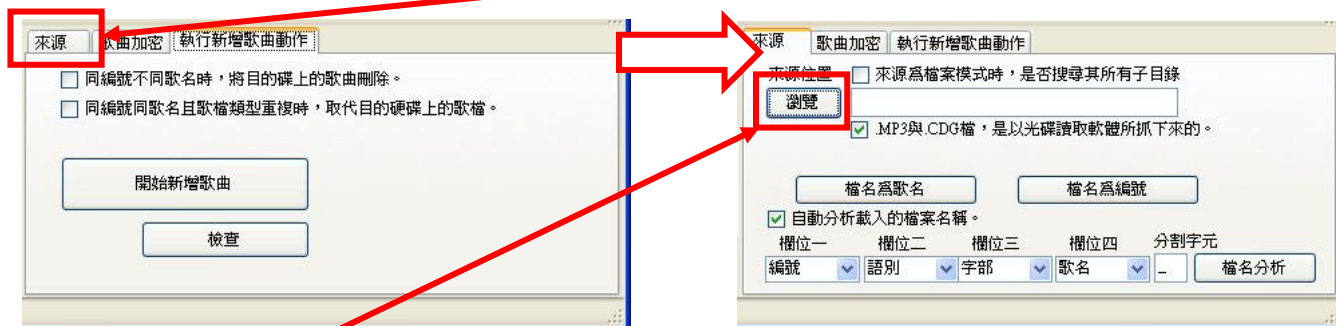 來源 歌曲加密 執行新增歌曲動作
同編號不同歌名時，將目的碟上的歌曲刪除。
同編號同歌名且歌檔類型重複時，取代目的硬碟上的歌檔。
開始新增歌曲
檢查
來源 歌曲加密 執行新增歌曲動作
來源位置 來源為檔案模式時，是否搜尋其所有子目錄
瀏覽
.MP3與.CDG檔，是以光碟讀取軟體所抓下來的。
檔名為歌名 檔名為編號
自動分析載入的檔案名稱。
欄位一 欄位二 欄位三 欄位四 分割字元
編號 語別 字部 歌名 _ 檔名分析